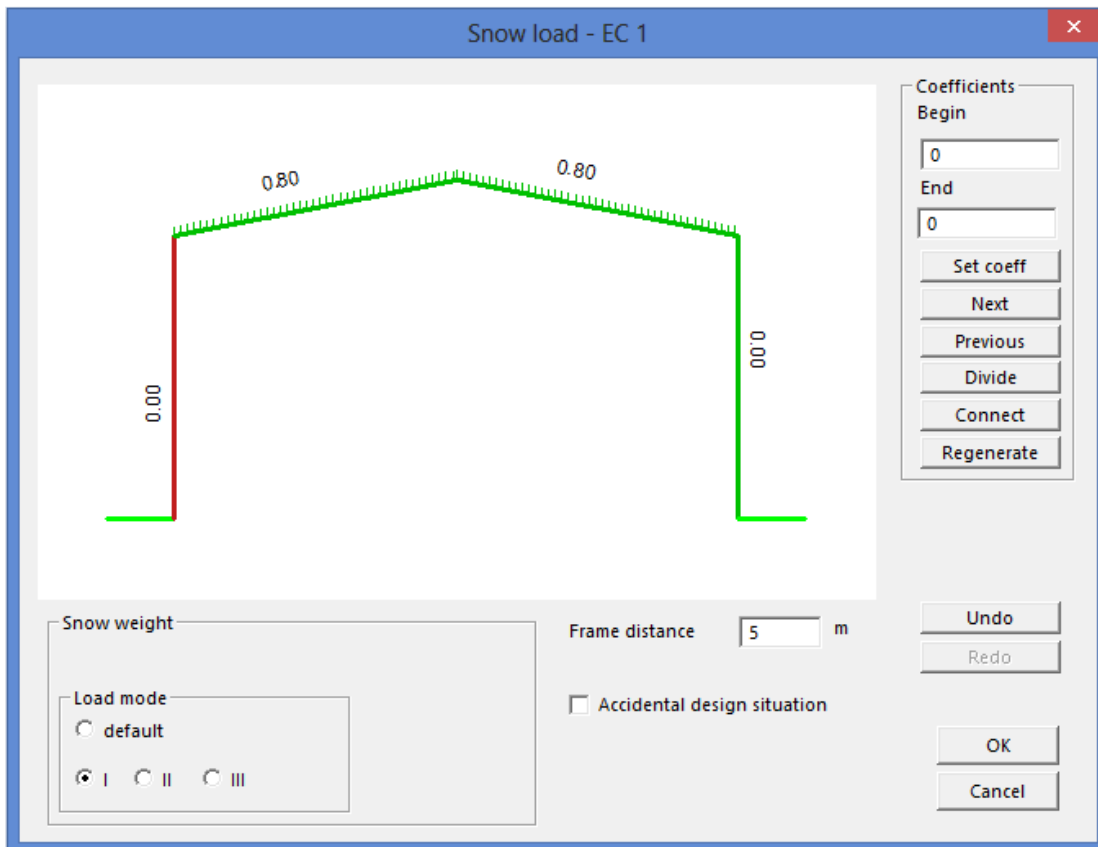 Snow load - EC 1
0.80
0.80
0.00
0.00
Coefficients
Begin
0
End
0
Set coeff
Next
Previous
Divide
Connect
Regenerate
Snow weight
Load mode
default
I II III
Frame distance 5 m
Accidental design situation
Undo
Redo
OK
Cancel